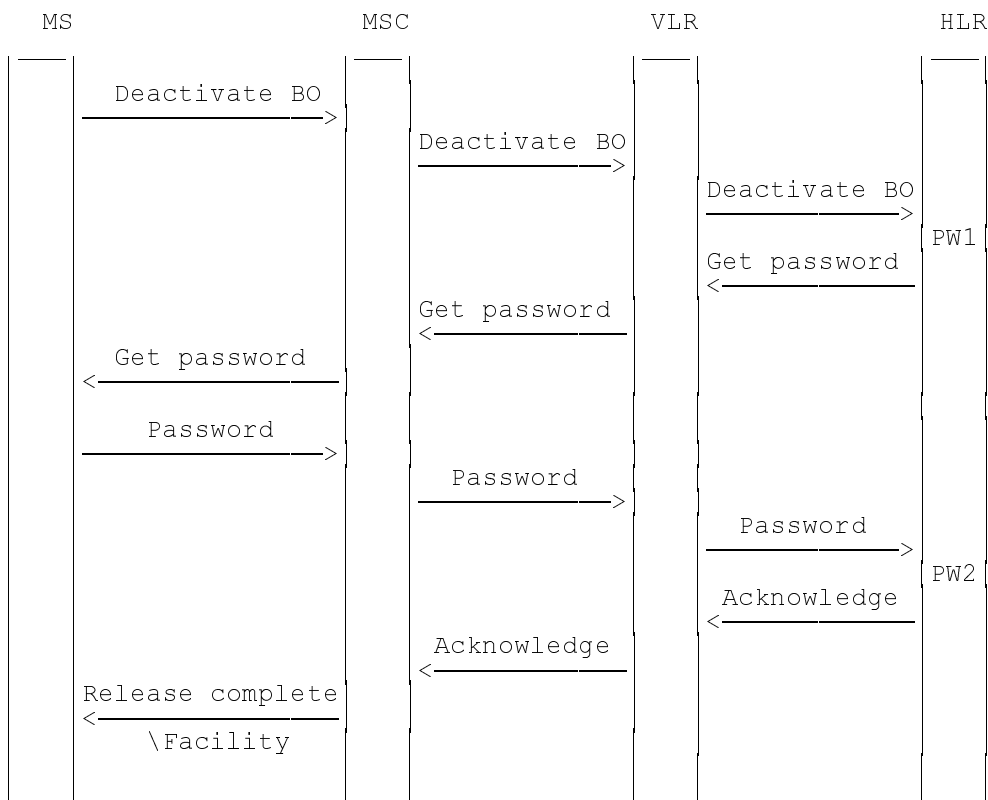 MS MSC VLR HLR
Deactivate BO
Deactivate BO
Deactivate BO
PW1
Get password
Get password
Get password
Password
Password
Password
PW2
Acknowledge
Acknowledge
Release complete
\Facility